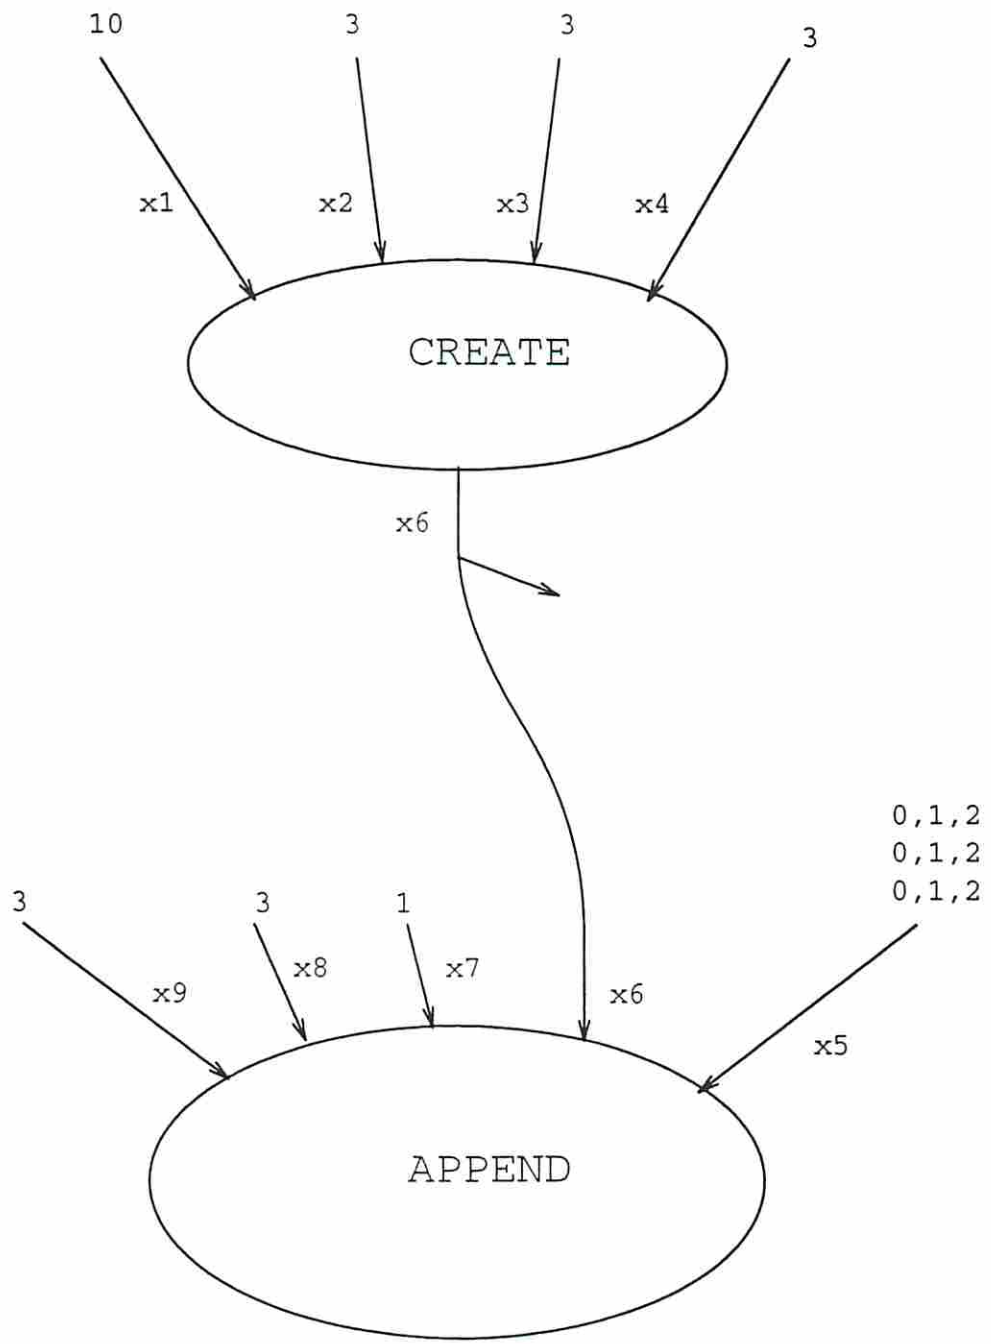 10 3 3 3
x1 x2 x3 x4
CREATE
x6
0,1,2
0,1,2
0,1,2
3 3 1
x9 x8 x7 x6 x5
APPEND